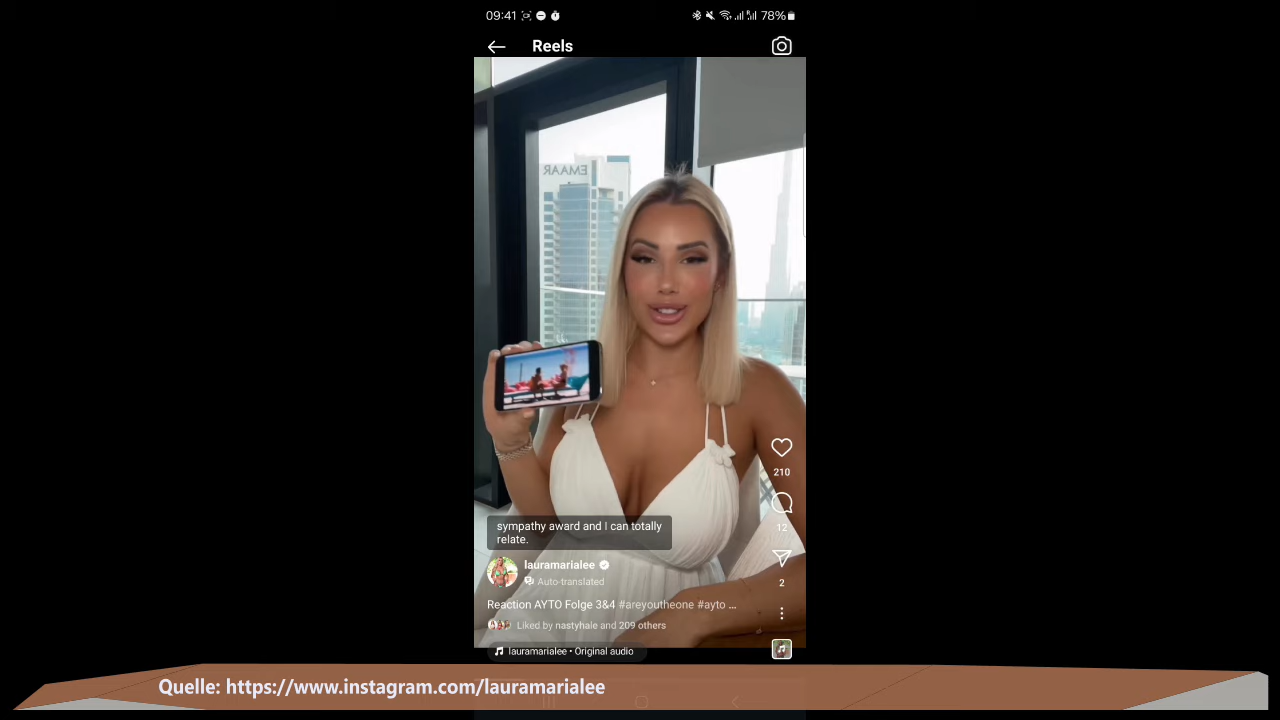 09:41
78%
Reels
EMAAR
210
12
sympathy award and I can totally
relate.
lauramarialee
Auto-translated
2
Reaction AYTO Folge 3&4 #areyoutheone #ayto ...
Liked by nastyhale and 209 others
lauramarialee • Original audio
Quelle: https://www.instagram.com/lauramarialee